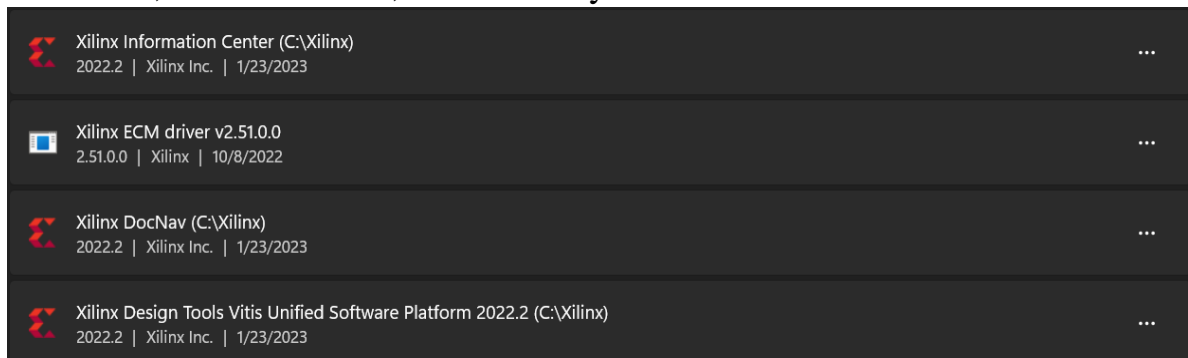 Xilinx Information Center (C:\Xilinx)
2022.2 | Xilinx Inc. | 1/23/2023
Xilinx ECM driver v2.51.0.0
2.51.0.0 | Xilinx | 10/8/2022
Xilinx DocNav (C:\Xilinx)
2022.2 | Xilinx Inc. | 1/23/2023
Xilinx Design Tools Vitis Unified Software Platform 2022.2 (C:\Xilinx)
2022.2 | Xilinx Inc. | 1/23/2023